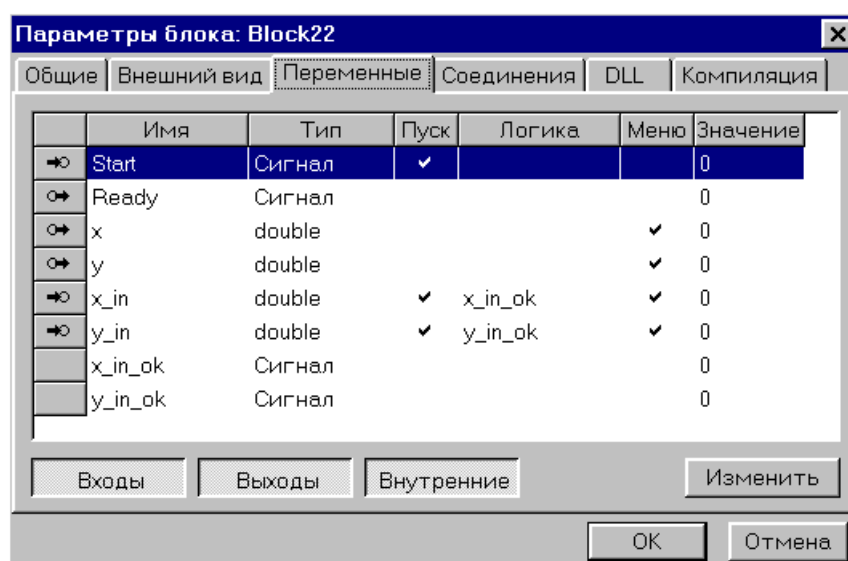 Параметры блока: Block22
Общие Внешний вид Переменные Соединения DLL Компиляция
Имя Тип Пуск Логика Меню Значение
Start Сигнал 0
Ready Сигнал 0
x double 0
y double 0
x_in double x_in_ok 0
y_in double y_in_ok 0
x_in_ok Сигнал 0
y_in_ok Сигнал 0
Входы Выходы Внутренние Изменить
OK Отмена